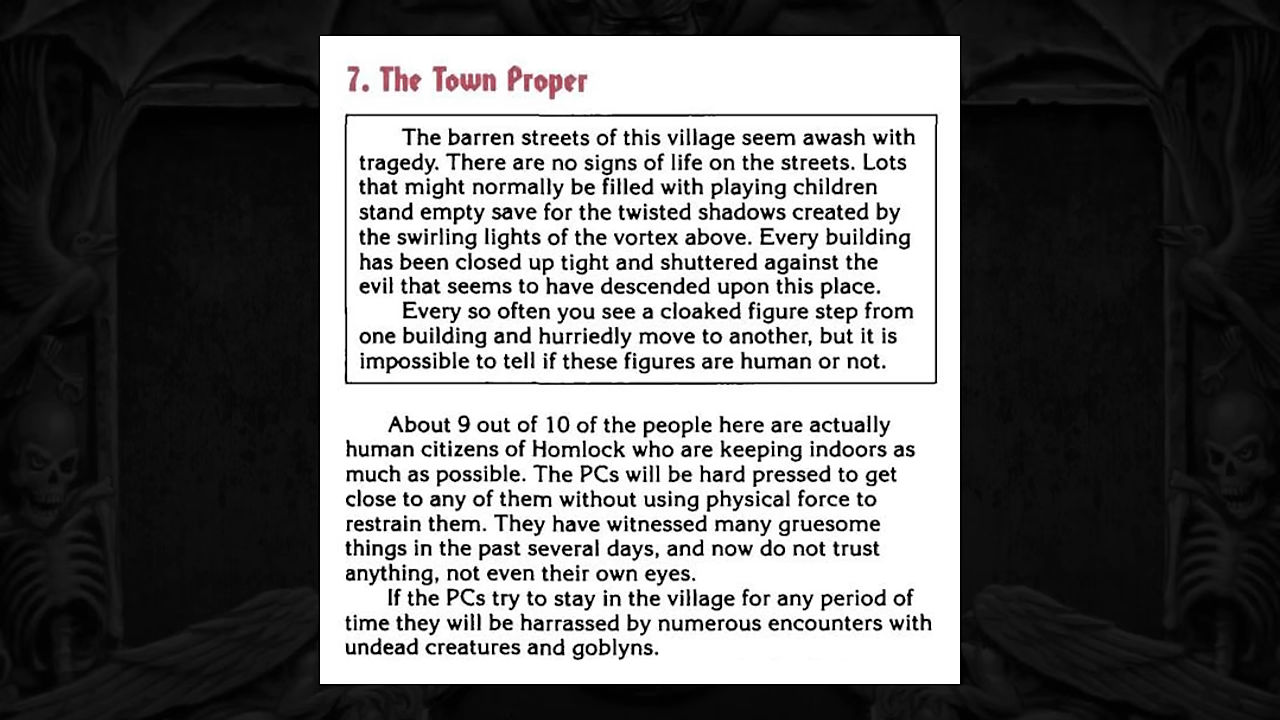 7. The Town Proper
The barren streets of this village seem awash with
tragedy. There are no signs of life on the streets. Lots
that might normally be filled with playing children
stand empty save for the twisted shadows created by
the swirling lights of the vortex above. Every building
has been closed up tight and shuttered against the
evil that seems to have descended upon this place.
Every so often you see a cloaked figure step from
one building and hurriedly move to another, but it is
impossible to tell if these figures are human or not.
About 9 out of 10 of the people here are actually
human citizens of Homlock who are keeping indoors as
much as possible. The PCs will be hard pressed to get
close to any of them without using physical force to
restrain them. They have witnessed many gruesome
things in the past several days, and now do not trust
anything, not even their own eyes.
If the PCs try to stay in the village for any period of
time they will be harrassed by numerous encounters with
undead creatures and goblyns.